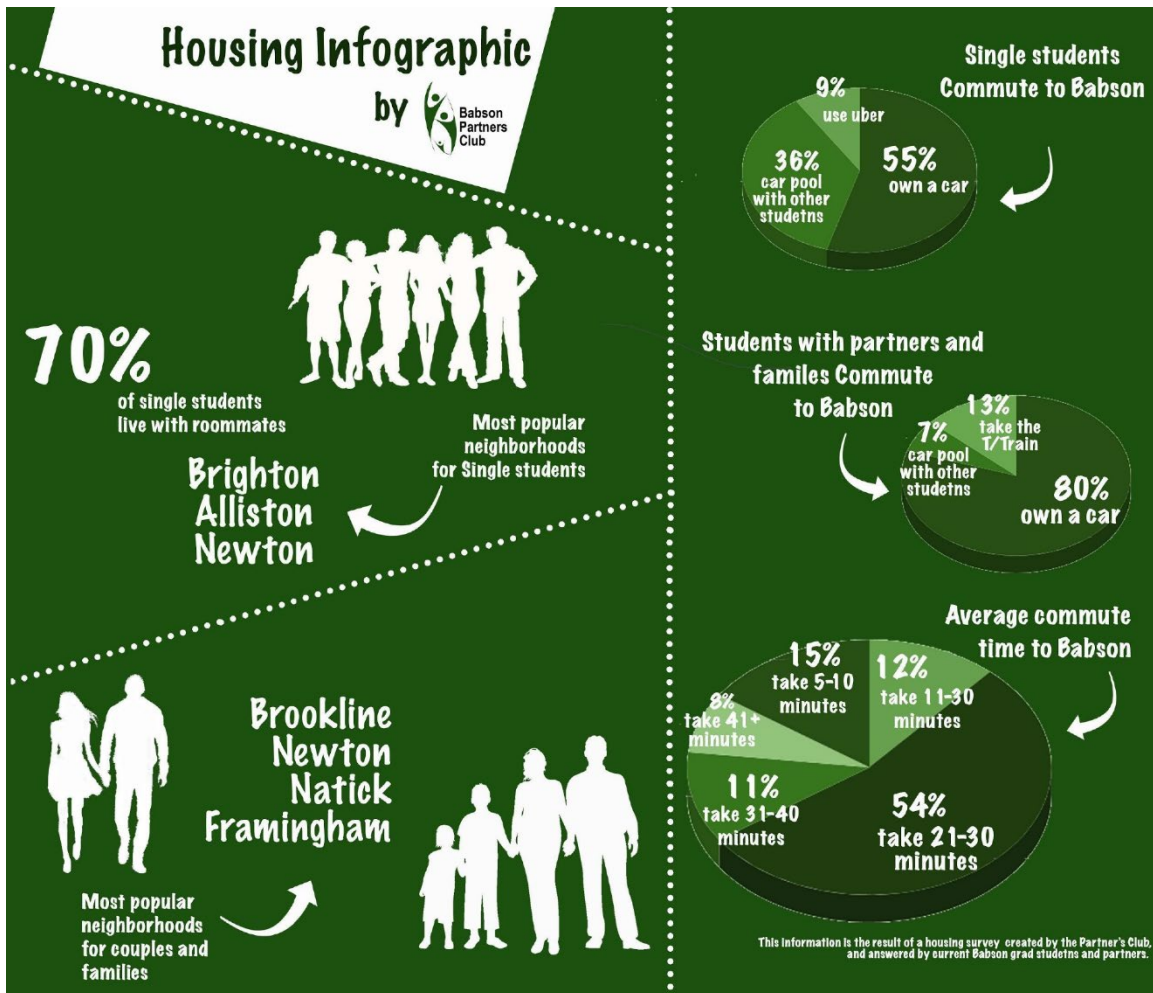 Housing Infographic
by
Babson
Partners
Club
70%
of single students
live with roommates
Most popular
neighborhoods
for Single students
Brighton
Alliston
Newton
Brookline
Newton
Natick
Framingham
Most popular
neighborhoods
for couples and
families
Single students
Commute to Babson
9%
use uber
36%
car pool
with other
studetns
55%
own a car
Students with partners and
familes Commute
to Babson
13%
take the
T/Train
7%
car pool
with other
studetns
80%
own a car
Average commute
time to Babson
15%
take 5-10
minutes
12%
take 11-30
minutes
8%
take 41+
minutes
11%
take 31-40
minutes
54%
take 21-30
minutes
This information is the result of a housing survey created by the Partner's Club,
and answered by current Babson grad studetns and partners.